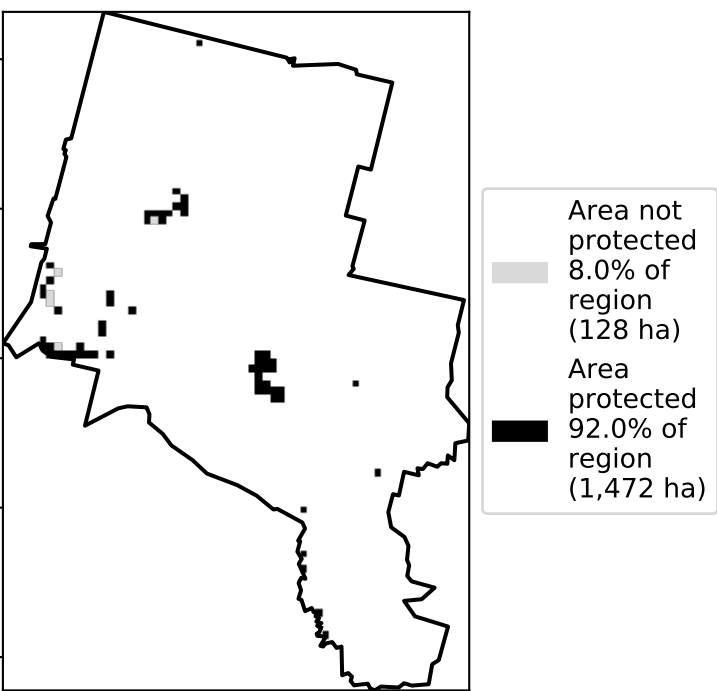 Area not
protected
8.0% of
region
(128 ha)
Area
protected
92.0% of
region
(1,472 ha)